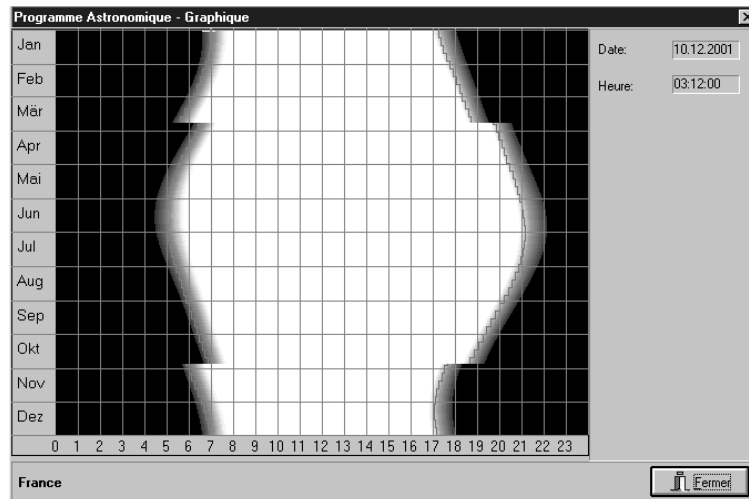 Programme Astronomique - Graphique
Jan
Feb
Mär
Apr
Mai
Jun
Jul
Aug
Sep
Okt
Nov
Dez
0 1 2 3 4 5 6 7 8 9 10 11 12 13 14 15 16 17 18 19 20 21 22 23
Date: 10.12.2001
Heure: 03:12:00
France
Fermer